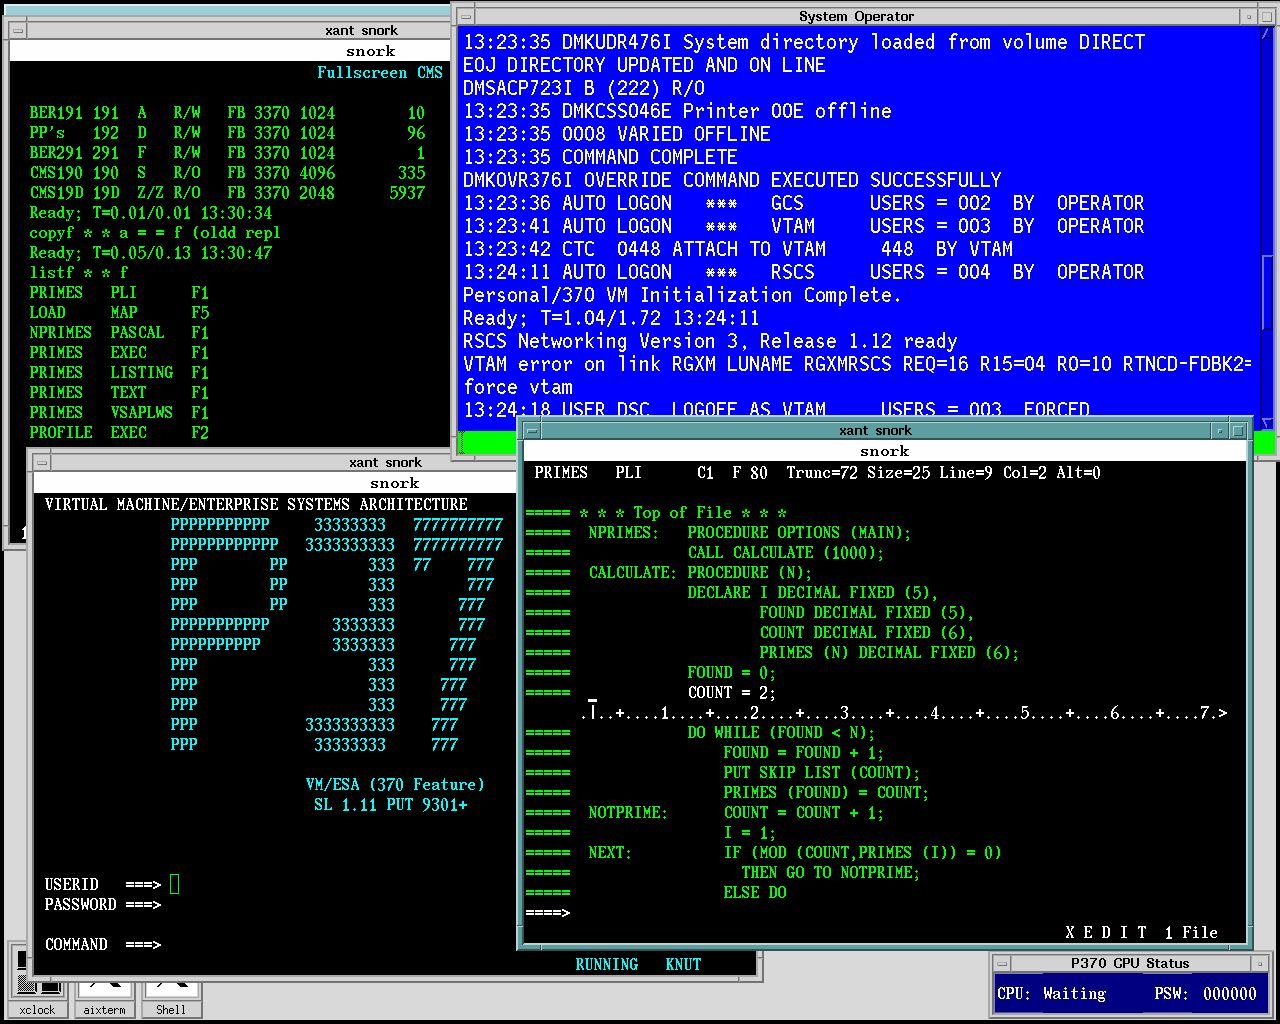 xant snork
snork
Fullscreen CMS
BER191 191  A   R/W   FB 3370 1024        10
PP's   192  D   R/W   FB 3370 1024        96
BER291 291  F   R/W   FB 3370 1024         1
CMS190 190  S   R/O   FB 3370 4096       335
CMS19D 19D  Z/Z R/O   FB 3370 2048      5937
Ready; T=0.01/0.01 13:30:34
copyf * * a = = f (oldd repl
Ready; T=0.05/0.13 13:30:47
listf * * f
PRIMES   PLI      F1
LOAD     MAP      F5
NPRIMES  PASCAL   F1
PRIMES   EXEC     F1
PRIMES   LISTING  F1
PRIMES   TEXT     F1
PRIMES   VSAPLWS  F1
PROFILE  EXEC     F2
System Operator
13:23:35 DMKUDR476I System directory loaded from volume DIRECT
EOJ DIRECTORY UPDATED AND ON LINE
DMSACP723I B (222) R/O
13:23:35 DMKCSS046E Printer 00E offline
13:23:35 0008 VARIED OFFLINE
13:23:35 COMMAND COMPLETE
DMKOVR376I OVERRIDE COMMAND EXECUTED SUCCESSFULLY
13:23:36 AUTO LOGON   ***   GCS      USERS = 002  BY  OPERATOR
13:23:41 AUTO LOGON   ***   VTAM     USERS = 003  BY  OPERATOR
13:23:42 CTC  0448 ATTACH TO VTAM     448  BY VTAM
13:24:11 AUTO LOGON   ***   RSCS     USERS = 004  BY  OPERATOR
Personal/370 VM Initialization Complete.
Ready; T=1.04/1.72 13:24:11
RSCS Networking Version 3, Release 1.12 ready
VTAM error on link RGXM LUNAME RGXMRSCS REQ=16 R15=04 R0=10 RTNCD-FDBK2=
force vtam
13:24:18 USER DSC  LOGOFF AS VTAM     USERS = 003  FORCED
xant snork
snork
VIRTUAL MACHINE/ENTERPRISE SYSTEMS ARCHITECTURE
PPPPPPPPPPP     33333333   7777777777
PPPPPPPPPPPP   3333333333  7777777777
PPP        PP         333  77    777
PPP        PP         333        777
PPP        PP         333       777
PPPPPPPPPPP       3333333       777
PPPPPPPPPP        3333333      777
PPP                   333      777
PPP                   333     777
PPP                   333     777
PPP            3333333333    777
PPP             33333333     777
VM/ESA (370 Feature)
SL 1.11 PUT 9301+
USERID   ===>
PASSWORD ===>
COMMAND  ===>
RUNNING   KNUT
xant snork
snork
PRIMES   PLI      C1  F 80  Trunc=72 Size=25 Line=9 Col=2 Alt=0
===== * * * Top of File * * *
=====  NPRIMES:   PROCEDURE OPTIONS (MAIN);
=====             CALL CALCULATE (1000);
=====  CALCULATE: PROCEDURE (N);
=====             DECLARE I DECIMAL FIXED (5),
=====                     FOUND DECIMAL FIXED (5),
=====                     COUNT DECIMAL FIXED (6),
=====                     PRIMES (N) DECIMAL FIXED (6);
=====             FOUND = 0;
=====             COUNT = 2;
.|..+....1....+....2....+....3....+....4....+....5....+....6....+....7.>
=====             DO WHILE (FOUND < N);
=====                 FOUND = FOUND + 1;
=====                 PUT SKIP LIST (COUNT);
=====                 PRIMES (FOUND) = COUNT;
=====  NOTPRIME:      COUNT = COUNT + 1;
=====                 I = 1;
=====  NEXT:          IF (MOD (COUNT,PRIMES (I)) = 0)
=====                   THEN GO TO NOTPRIME;
=====                 ELSE DO
====>
X E D I T  1 File
P370 CPU Status
CPU: Waiting     PSW: 000000
xclock
aixterm
Shell